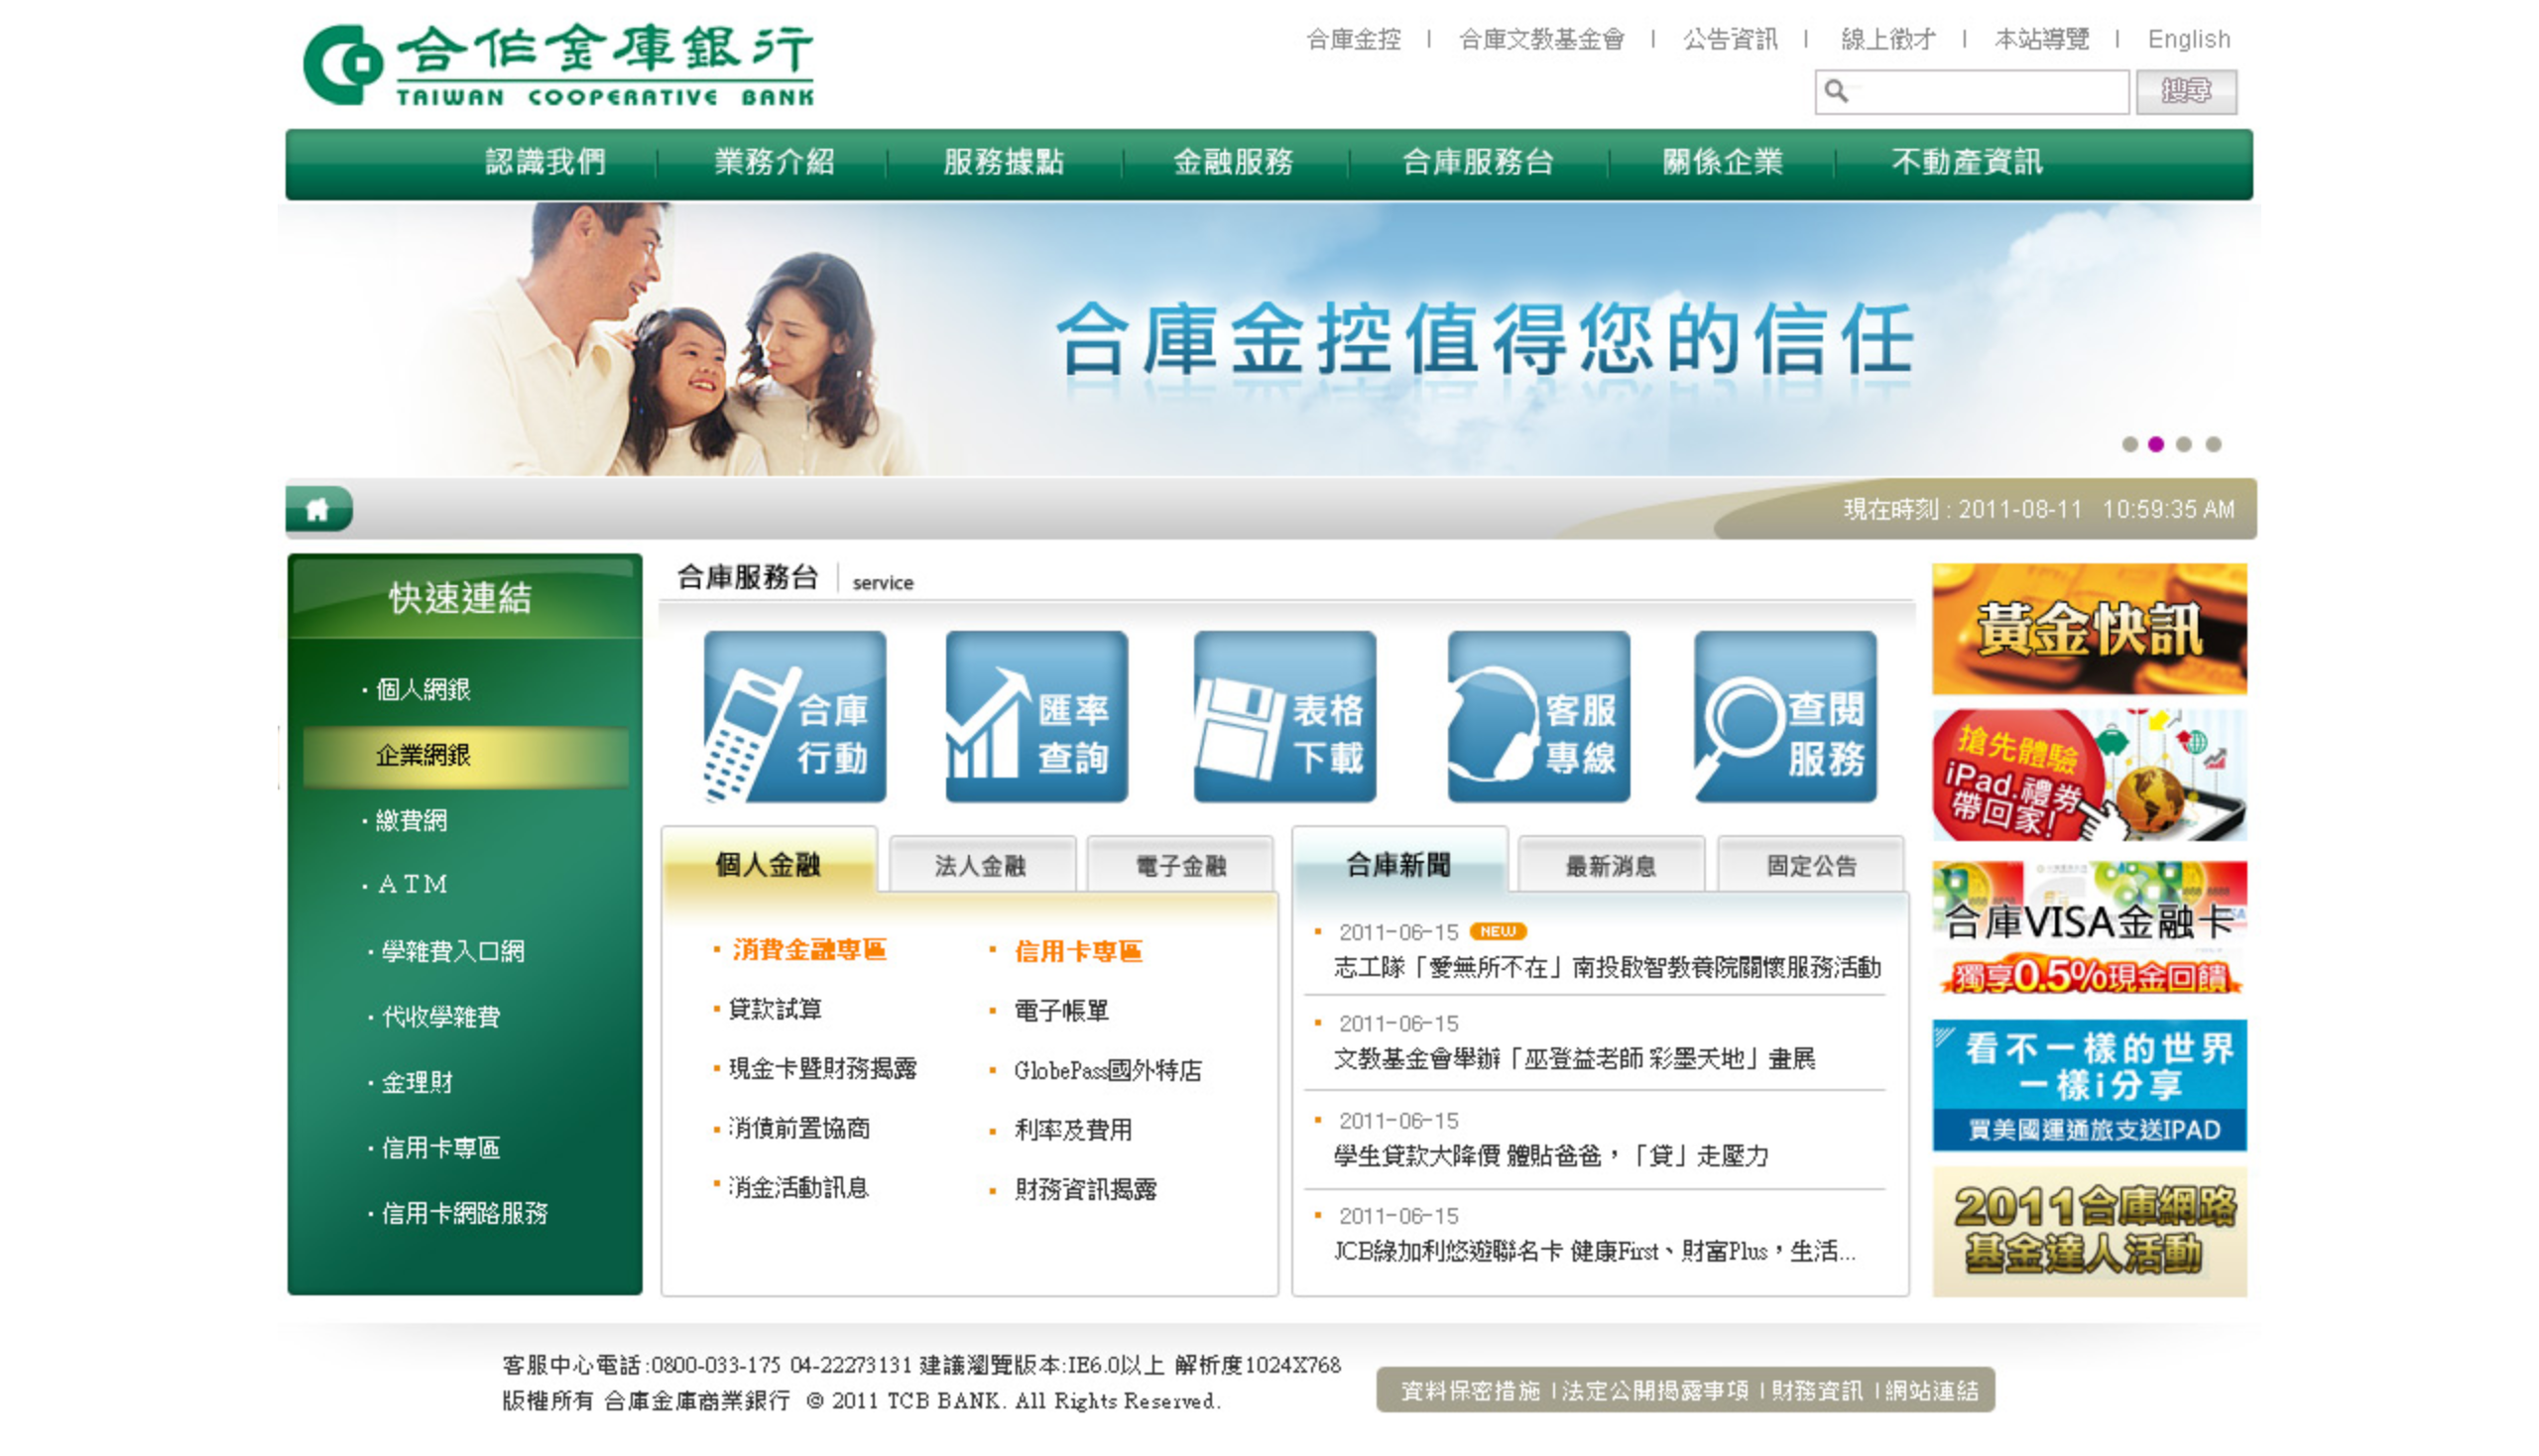 合作金庫銀行
TAIWAN COOPERATIVE BANK
合庫金控 | 合庫文教基金會 | 公告資訊 | 線上徵才 | 本站導覽 | English
搜尋
認識我們 業務介紹 服務據點 金融服務 合庫服務台 關係企業 不動產資訊
合庫金控值得您的信任
現在時刻 : 2011-08-11 10:59:35 AM
快速連結
· 個人網銀
企業網銀
· 繳費網
· ATM
· 學雜費入口網
· 代收學雜費
· 金理財
· 信用卡專區
· 信用卡網路服務
合庫服務台 | service
合庫
行動
匯率
查詢
表格
下載
客服
專線
查閱
服務
個人金融 法人金融 電子金融
消費金融專區
貸款試算
現金卡暨財務揭露
消債前置協商
消金活動訊息
信用卡專區
電子帳單
GlobePass國外特店
利率及費用
財務資訊揭露
合庫新聞 最新消息 固定公告
2011-06-15 NEW
志工隊「愛無所不在」南投啟智教養院關懷服務活動
2011-06-15
文教基金會舉辦「巫登益老師 彩墨天地」畫展
2011-06-15
學生貸款大降價 體貼爸爸，「貸」走壓力
2011-06-15
JCB綠加利悠遊聯名卡 健康First、財富Plus，生活...
黃金快訊
搶先體驗
iPad.禮券
帶回家!
合庫VISA金融卡
獨享0.5%現金回饋
看不一樣的世界
一樣i分享
買美國運通旅支送IPAD
2011合庫網路
基金達人活動
客服中心電話:0800-033-175 04-22273131 建議瀏覽版本:IE6.0以上 解析度1024X768
版權所有 合庫金庫商業銀行 © 2011 TCB BANK. All Rights Reserved.
資料保密措施 | 法定公開揭露事項 | 財務資訊 | 網站連結